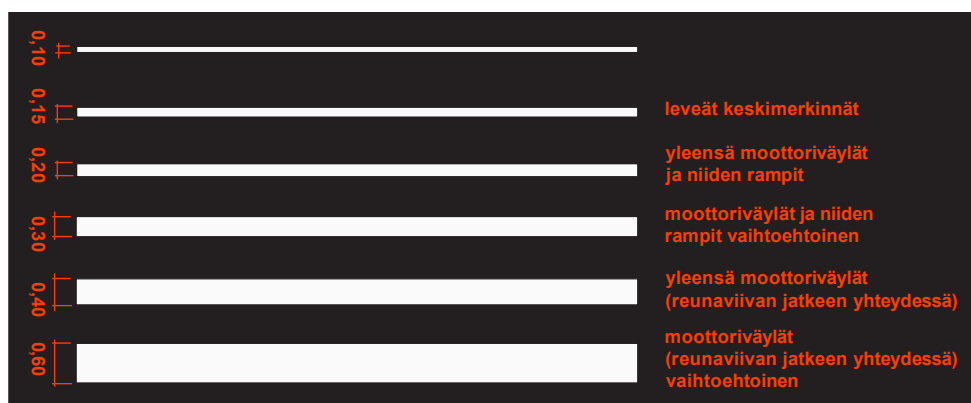 0,10
0,15
leveät keskimerkinnät
0,20
yleensä moottoriväylät
ja niiden rampit
0,30
moottoriväylät ja niiden
rampit vaihtoehtoinen
0,40
yleensä moottoriväylät
(reunaviivan jatkeen yhteydessä)
0,60
moottoriväylät
(reunaviivan jatkeen yhteydessä)
vaihtoehtoinen